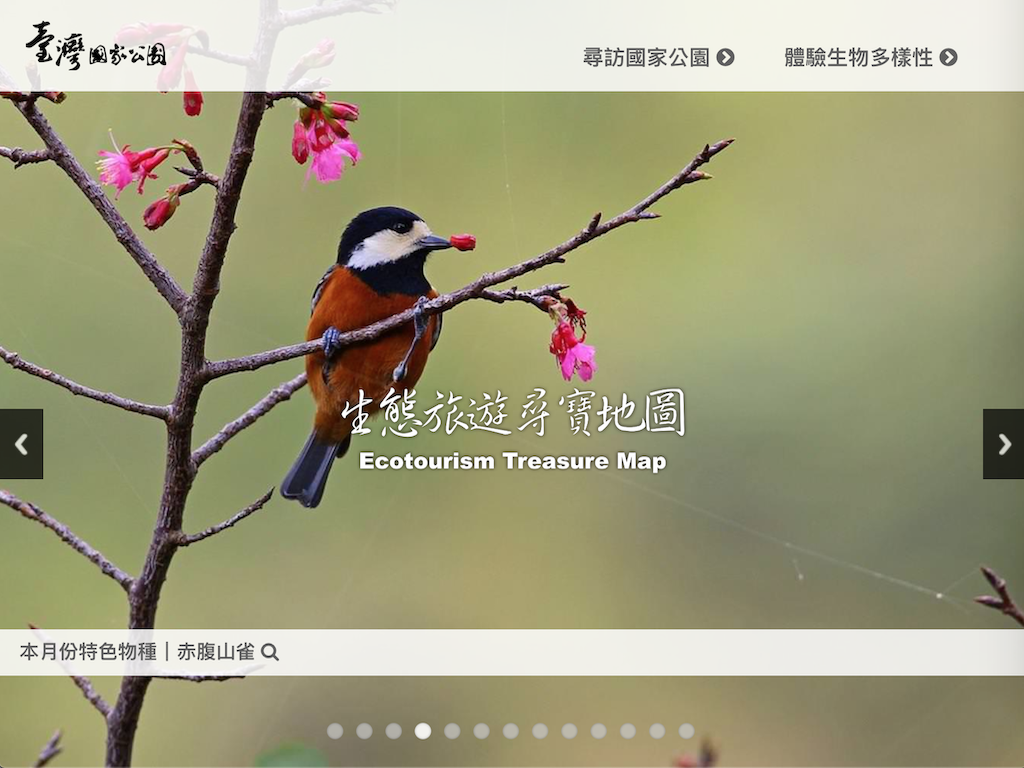 臺灣國家公園
尋訪國家公園
體驗生物多樣性
生態旅遊尋寶地圖
Ecotourism Treasure Map
本月份特色物種｜赤腹山雀